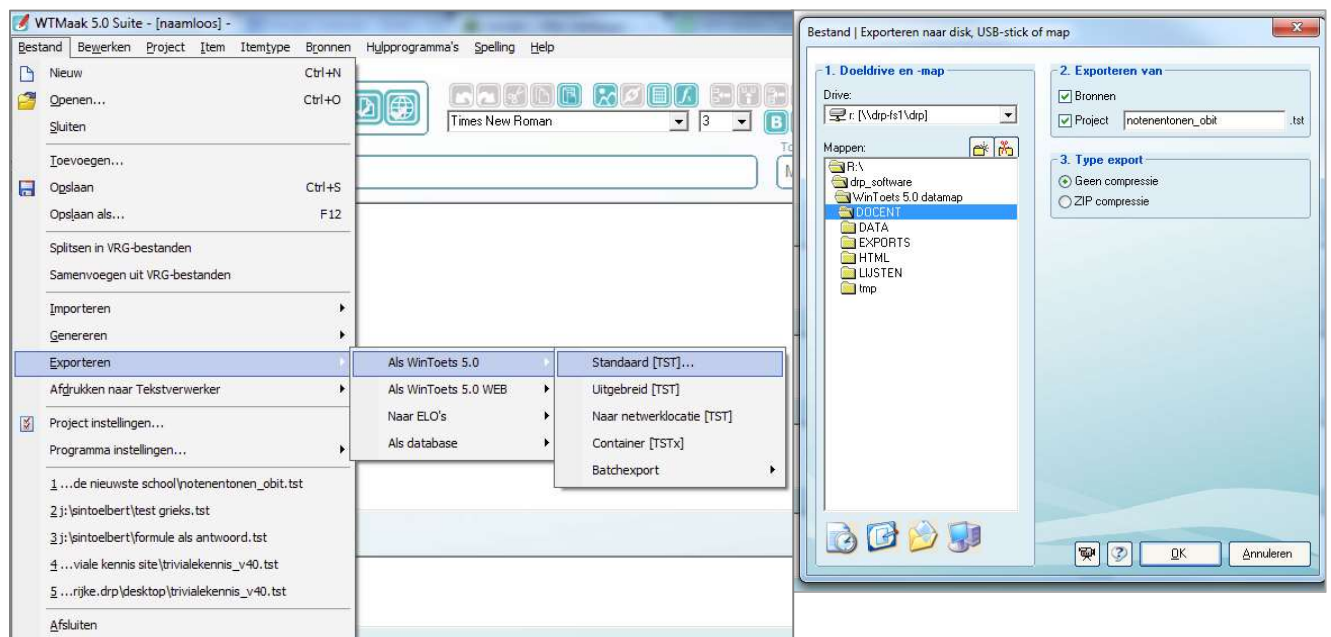 WTMaak 5.0 Suite - [naamloos] -
Bestand Bewerken Project Item Itemtype Bronnen Hulpprogramma's Spelling Help
Nieuw Ctrl+N
Openen... Ctrl+O
Sluiten
Toevoegen...
Opslaan Ctrl+S
Opslaan als... F12
Splitsen in VRG-bestanden
Samenvoegen uit VRG-bestanden
Importeren
Genereren
Exporteren
Afdrukken naar Tekstverwerker
Project instellingen...
Programma instellingen...
1 ...de nieuwste school\notenentonen_obit.tst
2 j:\sintoelbert\test grieks.tst
3 j:\sintoelbert\formule als antwoord.tst
4 ...viale kennis site\trivialekennis_v40.tst
5 ...rijke.drp\desktop\trivialekennis_v40.tst
Afsluiten
Times New Roman 3 B
Als WinToets 5.0
Als WinToets 5.0 WEB
Naar ELO's
Als database
Standaard [TST]...
Uitgebreid [TST]
Naar netwerklocatie [TST]
Container [TSTx]
Batchexport
Bestand | Exporteren naar disk, USB-stick of map
1. Doeldrive en -map
Drive:
r: [\\drp-fs1\drp]
Mappen:
R:\
drp_software
WinToets 5.0 datamap
DOCENT
DATA
EXPORTS
HTML
LIJSTEN
tmp
2. Exporteren van
Bronnen
Project notenentonen_obit .tst
3. Type export
Geen compressie
ZIP compressie
OK Annuleren